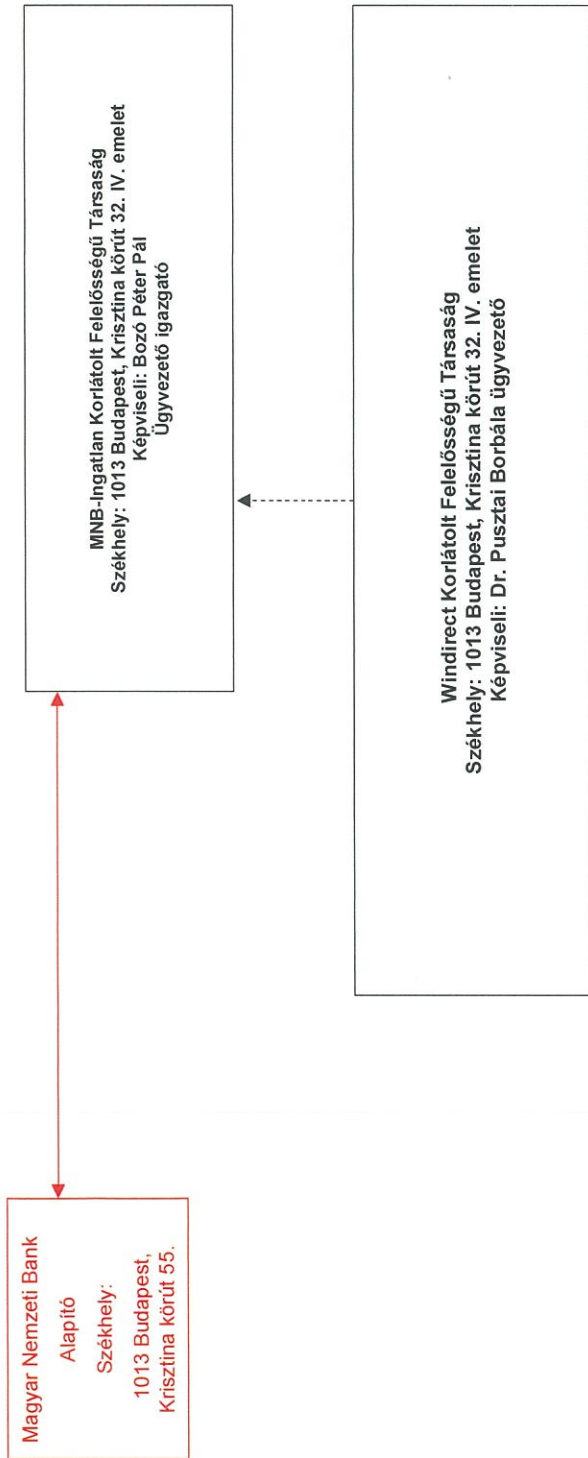 Magyar Nemzeti Bank
Alapító
Székhely:
1013 Budapest,
Krisztina körút 55.
MNB-Ingatlan Korlátolt Felelősségű Társaság
Székhely: 1013 Budapest, Krisztina körút 32. IV. emelet
Képviseli: Bozó Péter Pál
Ügyvezető igazgató
Windirect Korlátolt Felelősségű Társaság
Székhely: 1013 Budapest, Krisztina körút 32. IV. emelet
Képviseli: Dr. Pusztai Borbála ügyvezető